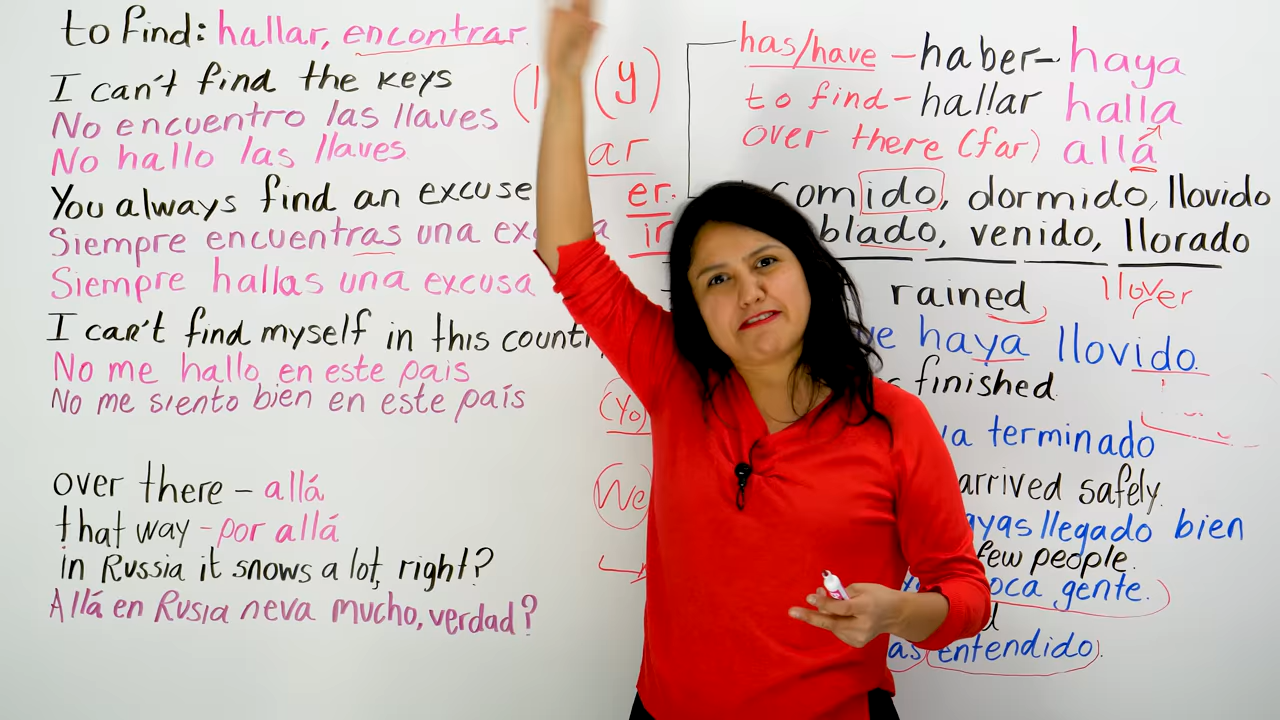 to find: hallar, encontrar.
I can't find the keys
No encuentro las llaves
No hallo las llaves.
You always find an excuse
Siempre encuentras una
Siempre hallas una excusa
I can't find myself in this
No me hallo en este pais
No me siento bien en este país
over there - allá
that way - por allá
in Russia it snows a lot, right?
Allá en Rusia neva mucho, verdad?
(y)
ar
er.
ir
(yo)
We
has/have - haber - haya
to find - hallar halla
over there (far) allá
comido, dormido, llovido
blado, venido, llorado
rained llover
haya llovido.
finished.
terminado
arrived safely.
ayas llegado bien
few people.
oca gente.
as entendido.